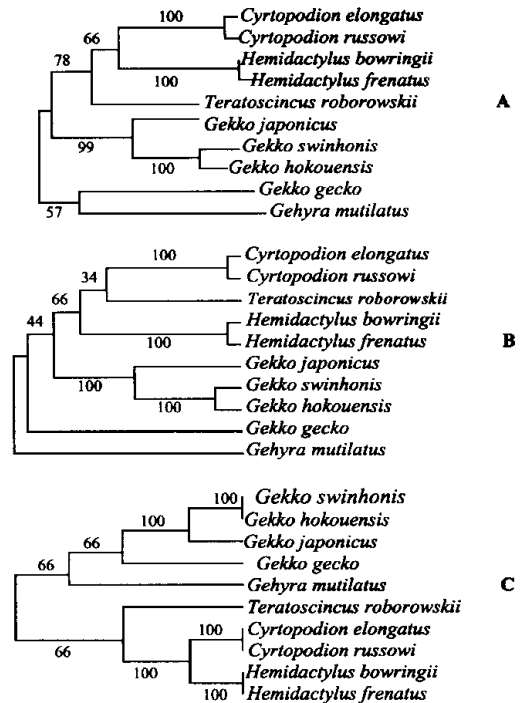 100
Cyrtopodion elongatus
66
Cyrtopodion russowi
78
Hemidactylus bowringii
100
Hemidactylus frenatus
Teratoscincus roborowskii
A
Gekko japonicus
99
Gekko swinhonis
100
Gekko hokouensis
Gekko gecko
57
Gehyra mutilatus
100
Cyrtopodion elongatus
34
Cyrtopodion russowi
66
Teratoscincus roborowskii
44
Hemidactylus bowringii
100
Hemidactylus frenatus
B
Gekko japonicus
100
Gekko swinhonis
100
Gekko hokouensis
Gekko gecko
Gehyra mutilatus
100
Gekko swinhonis
100
Gekko hokouensis
66
Gekko japonicus
66
Gekko gecko
Gehyra mutilatus
C
Teratoscincus roborowskii
66
100
Cyrtopodion elongatus
Cyrtopodion russowi
100
Hemidactylus bowringii
100
Hemidactylus frenatus